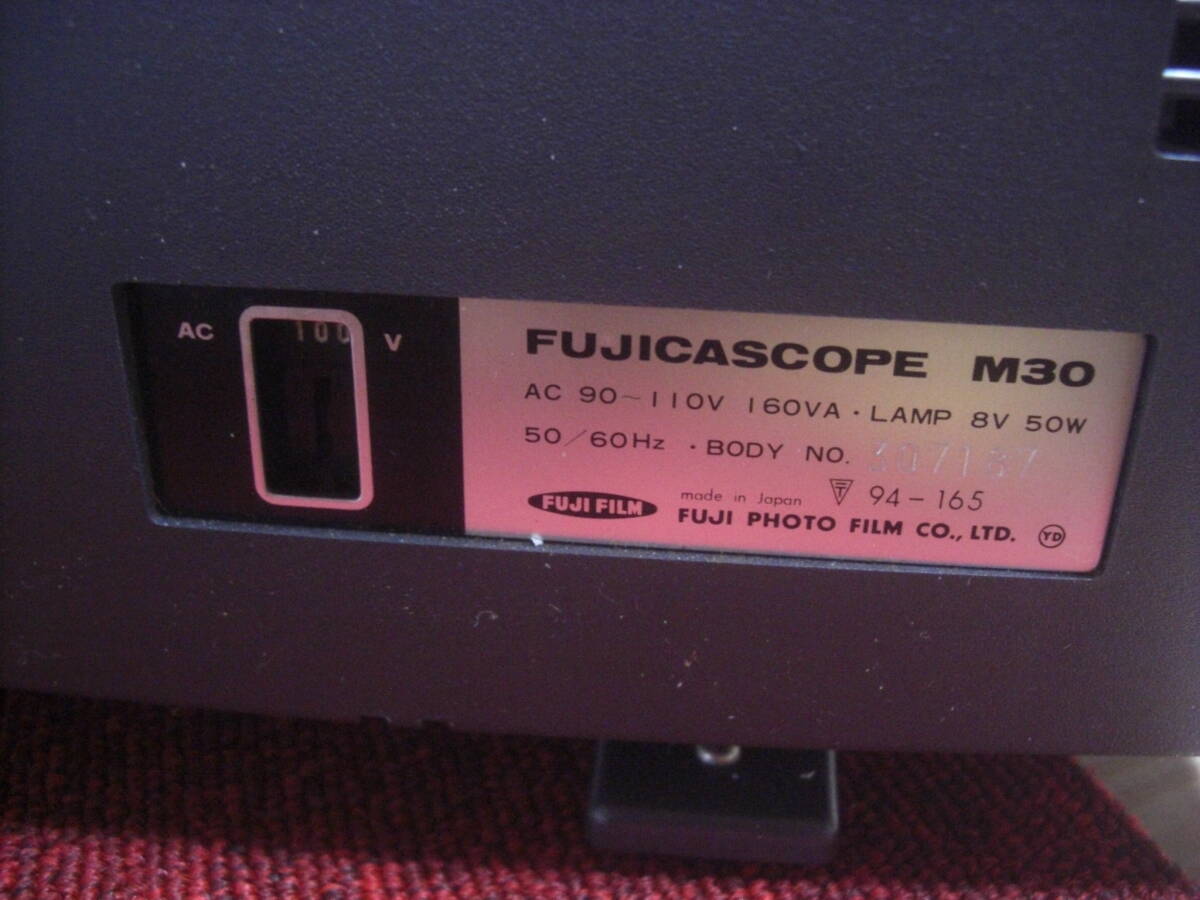 AC 100 V
FUJICASCOPE M30
AC 90~110V 160VA・LAMP 8V 50W
50/60Hz ・BODY NO.
FUJI FILM made in Japan 〒 94-165
FUJI PHOTO FILM CO., LTD. YD